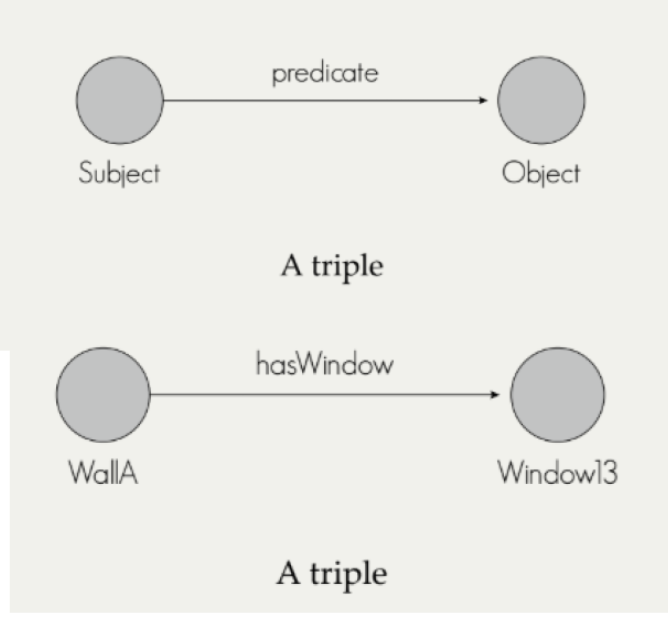 predicate
Subject
Object
A triple
hasWindow
WallA
Window13
A triple